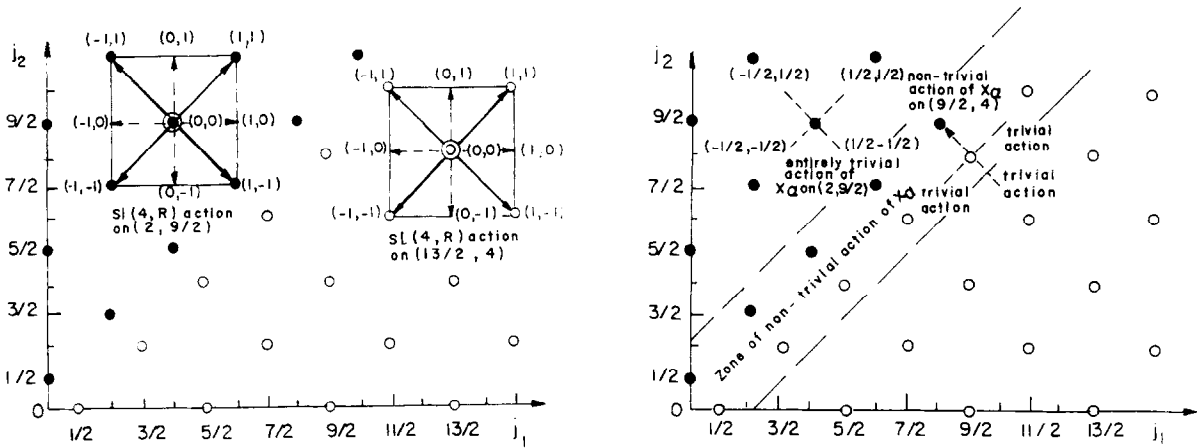 j2
(-1,1) (0,1) (1,1)
9/2 (-1,0) (0,0) (1,0)
7/2 (-1,-1) (0,-1) (1,-1)
Sl(4,R) action
on (2, 9/2)
5/2
3/2
1/2
0
(-1,1) (0,1) (1,1)
(-1,0) (0,0) (1,0)
(-1,-1) (0,-1) (1,-1)
SL(4,R) action
on (13/2, 4)
1/2 3/2 5/2 7/2 9/2 11/2 13/2 j1
j2
(-1/2,1/2) (1/2,1/2) non-trivial
action of Xα
on (9/2, 4)
9/2
(-1/2,-1/2) (1/2-1/2)
trivial
action
entirely trivial
action of
Xα on (2,9/2)
trivial
action
trivial
action
7/2
5/2
3/2
1/2
0
Zone of non-trivial action of Xα
1/2 3/2 5/2 7/2 9/2 11/2 13/2 j1